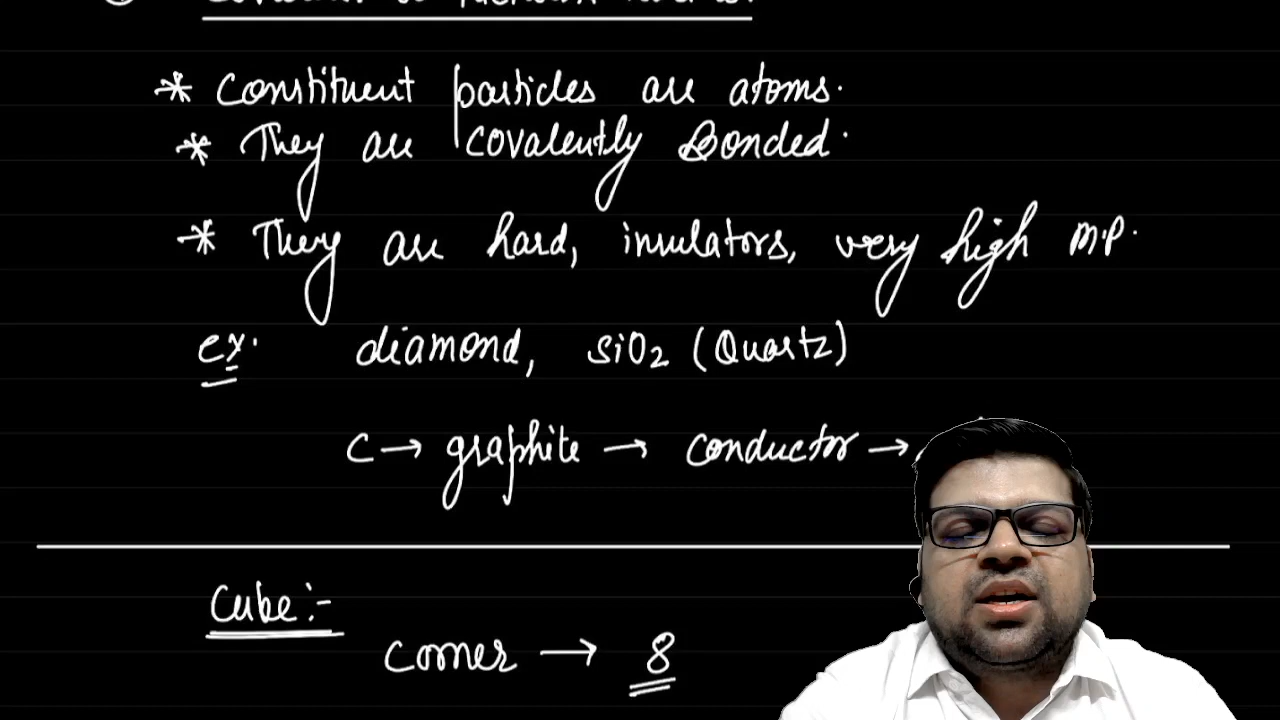 * Constituent particles are atoms.
* They are covalently Bonded.
* They are hard, insulators, very high m.p.
ex. diamond, SiO2 (Quartz)
C → graphite → conductor →
Cube :-
corner → 8